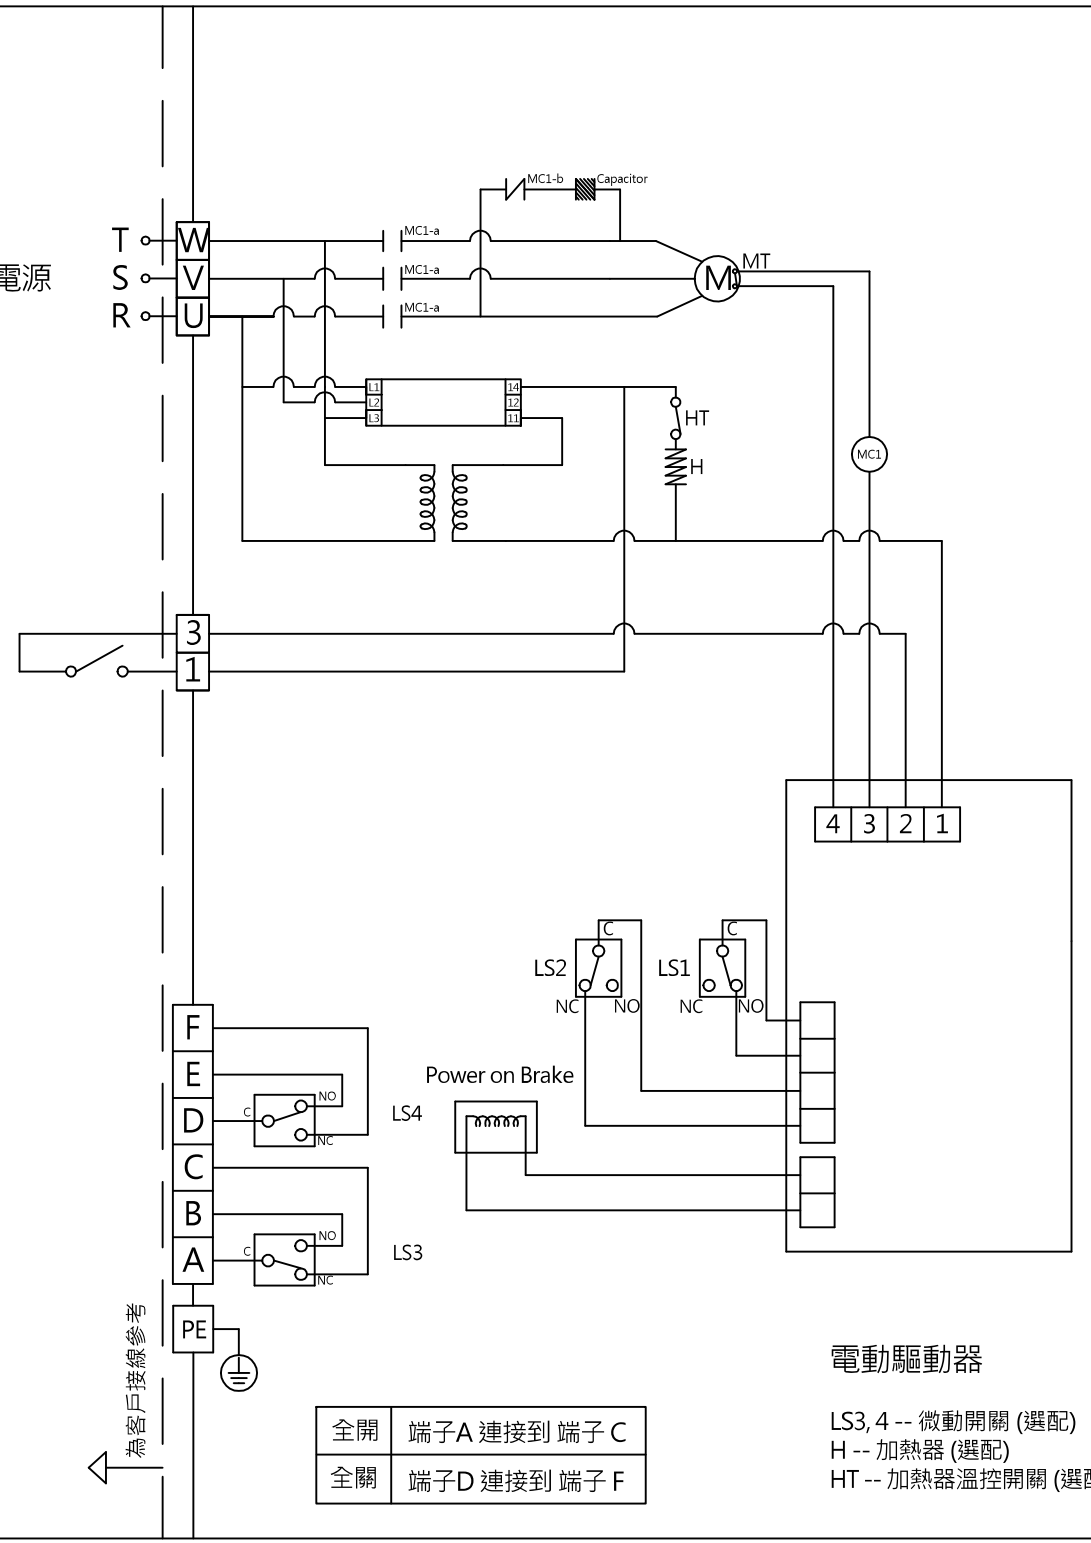 MC1-b Capacitor
T W MC1-a
MT
電源 S V MC1-a M
R U MC1-a
L1 14
L2 12
L3 11
HT
H
MC1
3
1
4 3 2 1
C C
LS2 LS1
NC NO NC NO
F
E
Power on Brake
NO
C
D
LS4
NC
C
B
NO
C
A
LS3
NC
PE
為客戶接線參考
電動驅動器
全開 端子A 連接到 端子 C
全關 端子D 連接到 端子 F
LS3, 4 -- 微動開關 (選配)
H -- 加熱器 (選配)
HT -- 加熱器溫控開關 (選配